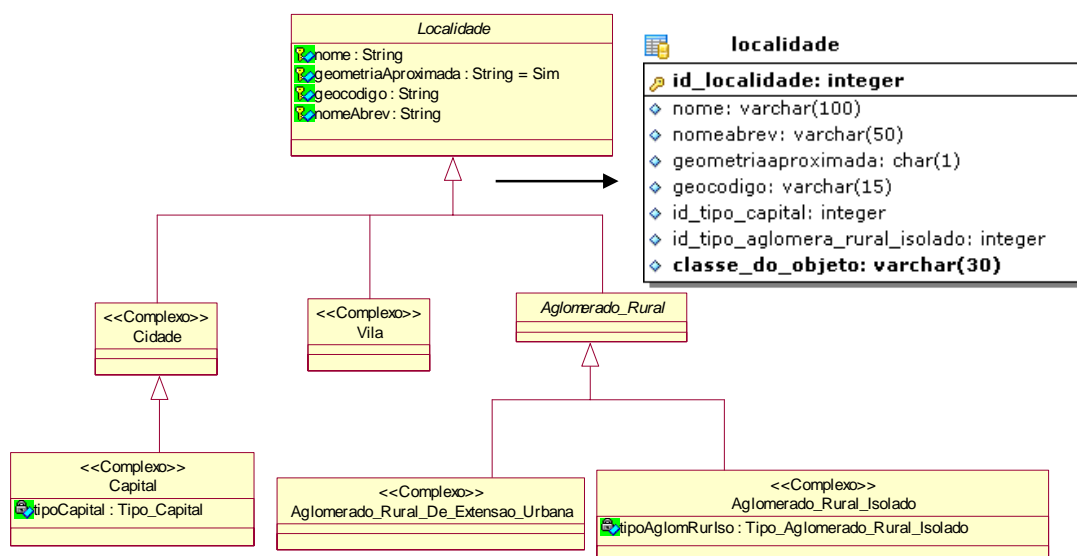 Localidade
nome : String
geometriaAproximada : String = Sim
geocodigo : String
nomeAbrev : String
localidade
id_localidade: integer
nome: varchar(100)
nomeabrev: varchar(50)
geometriaaproximada: char(1)
geocodigo: varchar(15)
id_tipo_capital: integer
id_tipo_aglomera_rural_isolado: integer
classe_do_objeto: varchar(30)
<<Complexo>>
Cidade
<<Complexo>>
Vila
Aglomerado_Rural
<<Complexo>>
Capital
tipoCapital : Tipo_Capital
<<Complexo>>
Aglomerado_Rural_De_Extensao_Urbana
<<Complexo>>
Aglomerado_Rural_Isolado
tipoAglomRurIso : Tipo_Aglomerado_Rural_Isolado